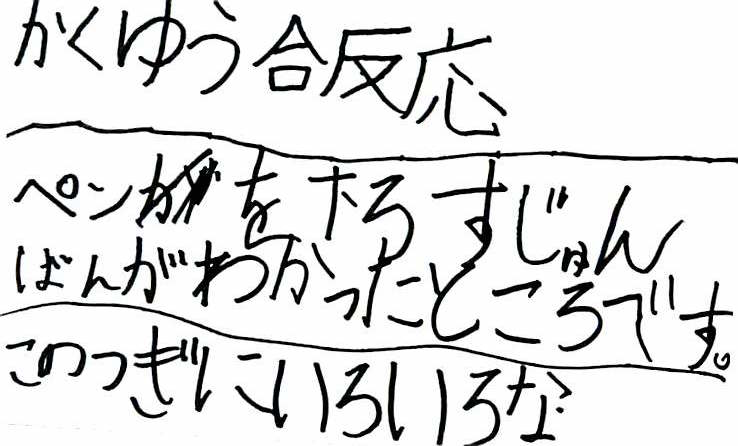 かくゆう合反応
ペンをトろすじゅん
ばんがわかったところです。
このつぎにいろいろな